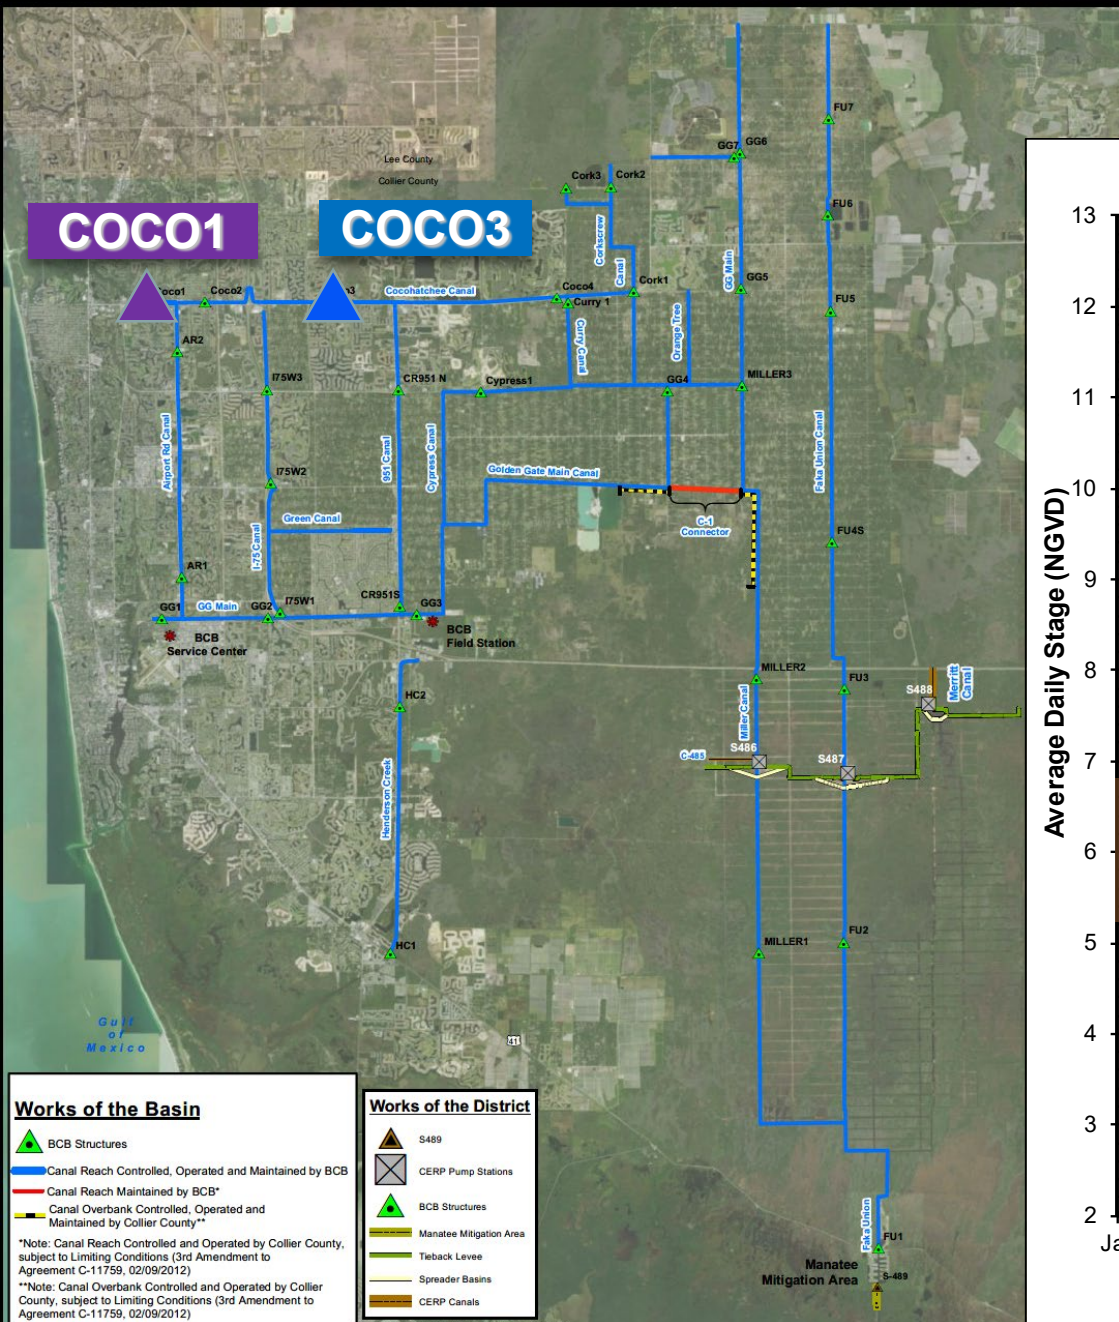 Lee County
Collier County
COCO1
COCO3
Cork3
Cork2
GG7
GG6
FU7
FU6
FU5
GG5
GG Main
Corkscrew
Canal
Coco1
Coco2
Cocohatchee Canal
Coco4
Cork1
Curry 1
Curry Canal
Orange Tree
AR2
I75W3
CR951 N
Cypress1
GG4
MILLER3
Airport Rd Canal
951 Canal
Cypress Canal
Faka Union Canal
I75W2
Golden Gate Main Canal
C-1
Connector
Green Canal
I-75 Canal
FU4S
AR1
GG1
GG Main
GG2
I75W1
CR951S
GG3
BCB
Service Center
BCB
Field Station
HC2
MILLER2
Miller Canal
FU3
S488
Merritt
Canal
C-485
S486
S487
Henderson Creek
HC1
MILLER1
FU2
41
Gulf
of
Mexico
Faka Union
FU1
Manatee
Mitigation Area
S-489
Works of the Basin
BCB Structures
Canal Reach Controlled, Operated and Maintained by BCB
Canal Reach Maintained by BCB*
Canal Overbank Controlled, Operated and
Maintained by Collier County**
*Note: Canal Reach Controlled and Operated by Collier County,
subject to Limiting Conditions (3rd Amendment to
Agreement C-11759, 02/09/2012)
**Note: Canal Overbank Controlled and Operated by Collier
County, subject to Limiting Conditions (3rd Amendment to
Agreement C-11759, 02/09/2012)
Works of the District
S489
CERP Pump Stations
BCB Structures
Manatee Mitigation Area
Tieback Levee
Spreader Basins
CERP Canals
Average Daily Stage (NGVD)
13
12
11
10
9
8
7
6
5
4
3
2
Ja